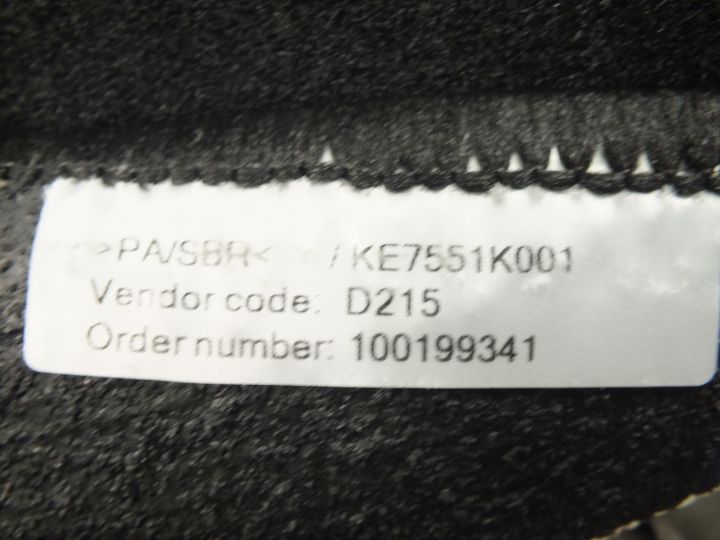 >PA/SBR< / KE7551K001
Vendor code: D215
Order number: 100199341